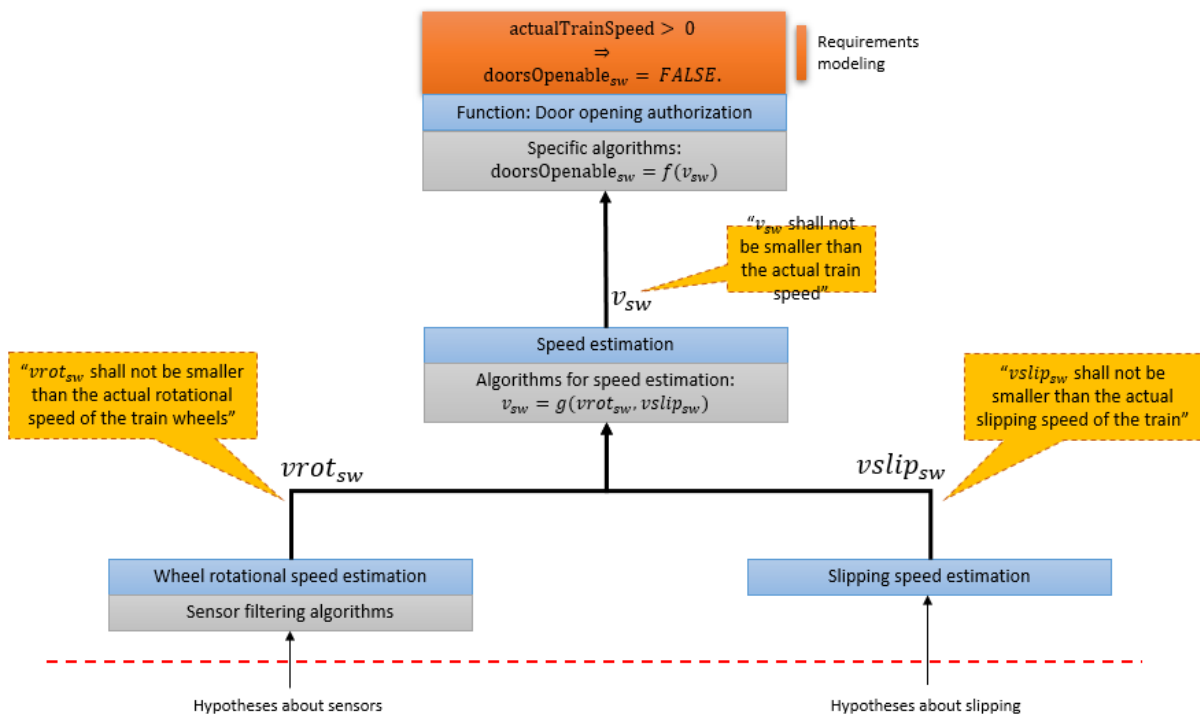 actualTrainSpeed > 0
⇒
doorsOpenable_sw = FALSE.
Requirements
modeling
Function: Door opening authorization
Specific algorithms:
doorsOpenable_sw = f(v_sw)
“v_sw shall not
be smaller than
the actual train
speed”
v_sw
Speed estimation
Algorithms for speed estimation:
v_sw = g(vrot_sw, vslip_sw)
“vrot_sw shall not be smaller
than the actual rotational
speed of the train wheels”
“vslip_sw shall not be
smaller than the actual
slipping speed of the train”
vrot_sw
vslip_sw
Wheel rotational speed estimation
Sensor filtering algorithms
Slipping speed estimation
Hypotheses about sensors
Hypotheses about slipping